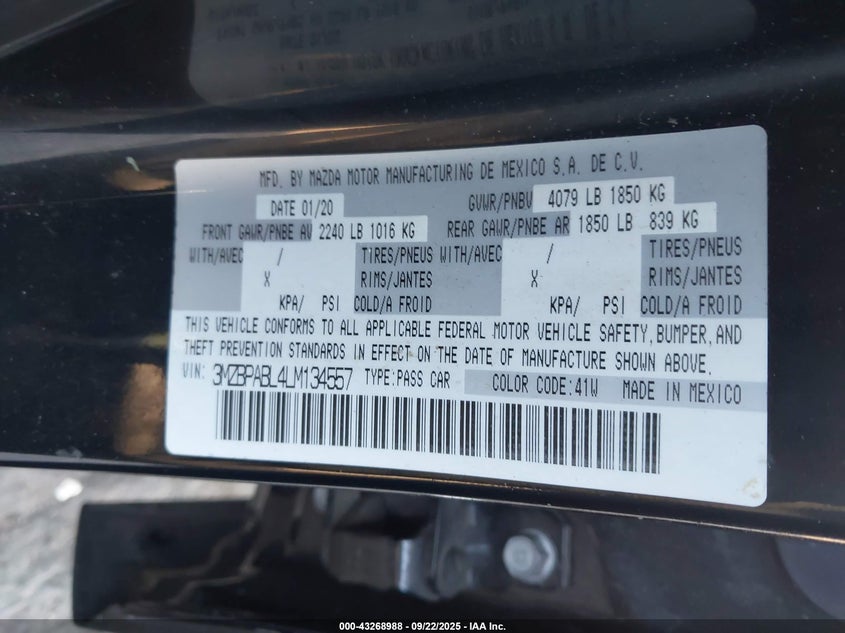 MFD. BY MAZDA MOTOR MANUFACTURING DE MEXICO S.A. DE C.V.
DATE 01/20 GVWR/PNBV 4079 LB 1850 KG
FRONT GAWR/PNBE AV 2240 LB 1016 KG REAR GAWR/PNBE AR 1850 LB 839 KG
WITH/AVEC / TIRES/PNEUS WITH/AVEC / TIRES/PNEUS
X RIMS/JANTES X RIMS/JANTES
KPA/ PSI COLD/A FROID KPA/ PSI COLD/A FROID
THIS VEHICLE CONFORMS TO ALL APPLICABLE FEDERAL MOTOR VEHICLE SAFETY, BUMPER, AND
THEFT PREVENTION STANDARDS IN EFFECT ON THE DATE OF MANUFACTURE SHOWN ABOVE.
VIN: 3MZBPABL4LM134557 TYPE:PASS CAR COLOR CODE:41W MADE IN MEXICO
000-43268988 - 09/22/2025 - IAA Inc.